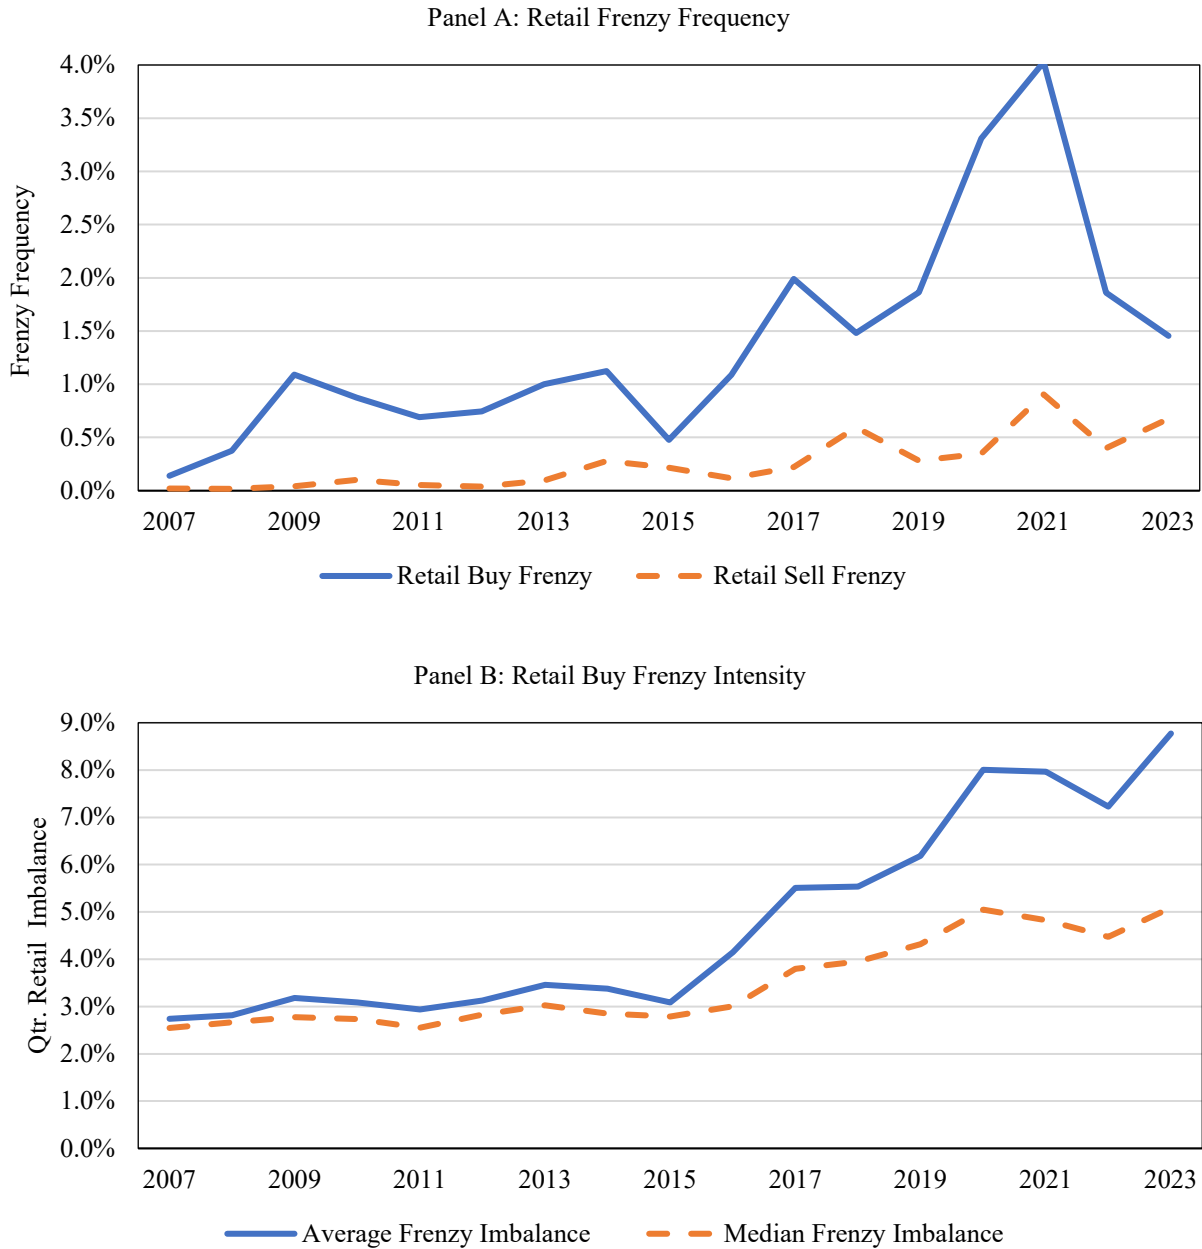 Panel A: Retail Frenzy Frequency
4.0%
3.5%
3.0%
2.5%
2.0%
1.5%
1.0%
0.5%
0.0%
Frenzy Frequency
2007 2009 2011 2013 2015 2017 2019 2021 2023
Retail Buy Frenzy Retail Sell Frenzy
Panel B: Retail Buy Frenzy Intensity
9.0%
8.0%
7.0%
6.0%
5.0%
4.0%
3.0%
2.0%
1.0%
0.0%
Qtr. Retail Imbalance
2007 2009 2011 2013 2015 2017 2019 2021 2023
Average Frenzy Imbalance Median Frenzy Imbalance